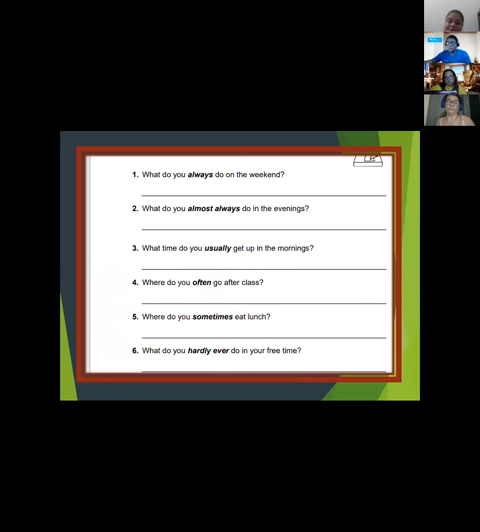 1. What do you always do on the weekend?
2. What do you almost always do in the evenings?
3. What time do you usually get up in the mornings?
4. Where do you often go after class?
5. Where do you sometimes eat lunch?
6. What do you hardly ever do in your free time?